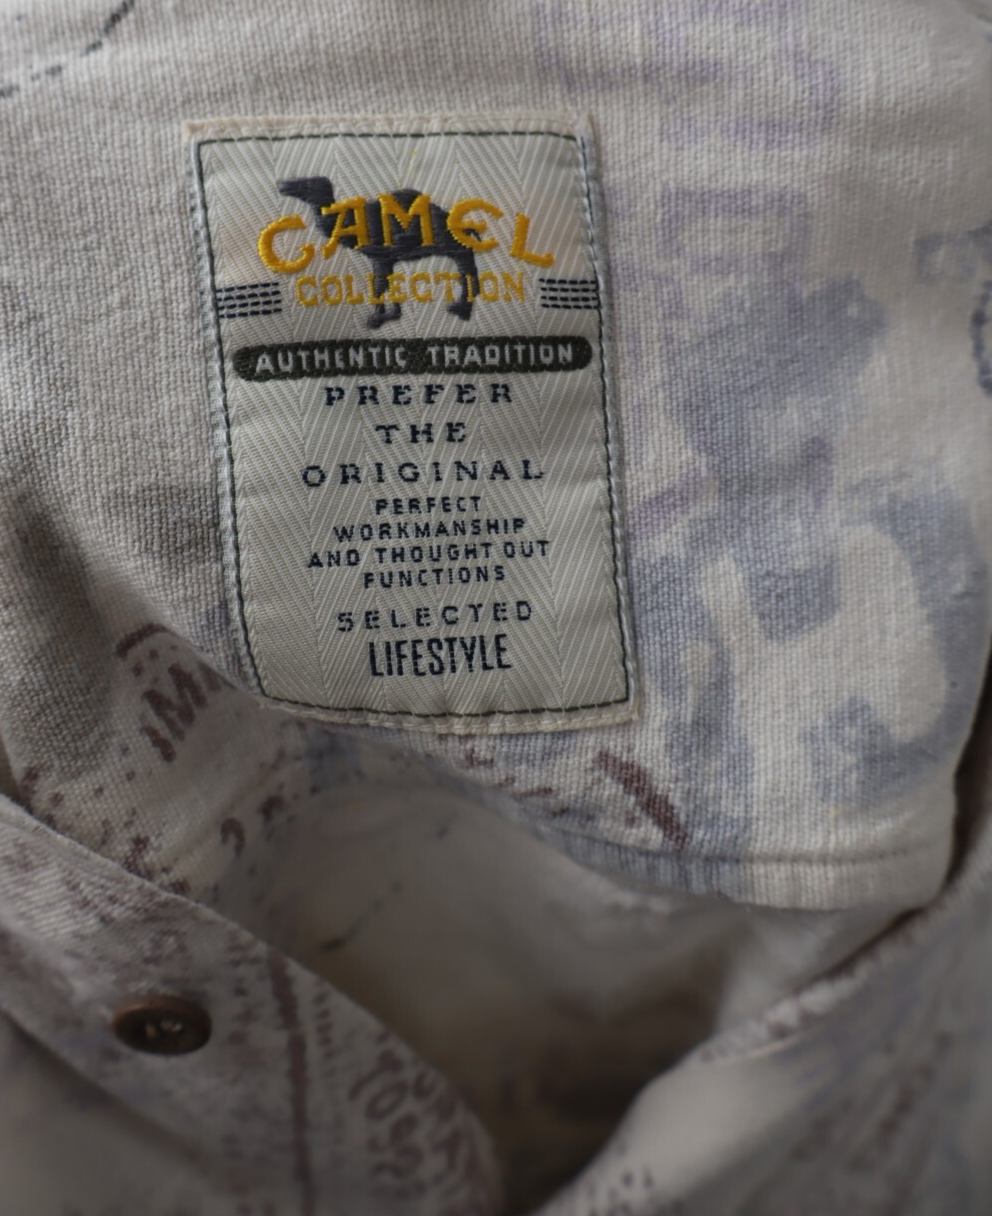 CAMEL
COLLECTION
AUTHENTIC TRADITION
PREFER
THE
ORIGINAL
PERFECT
WORKMANSHIP
AND THOUGHT OUT
FUNCTIONS
SELECTED
LIFESTYLE